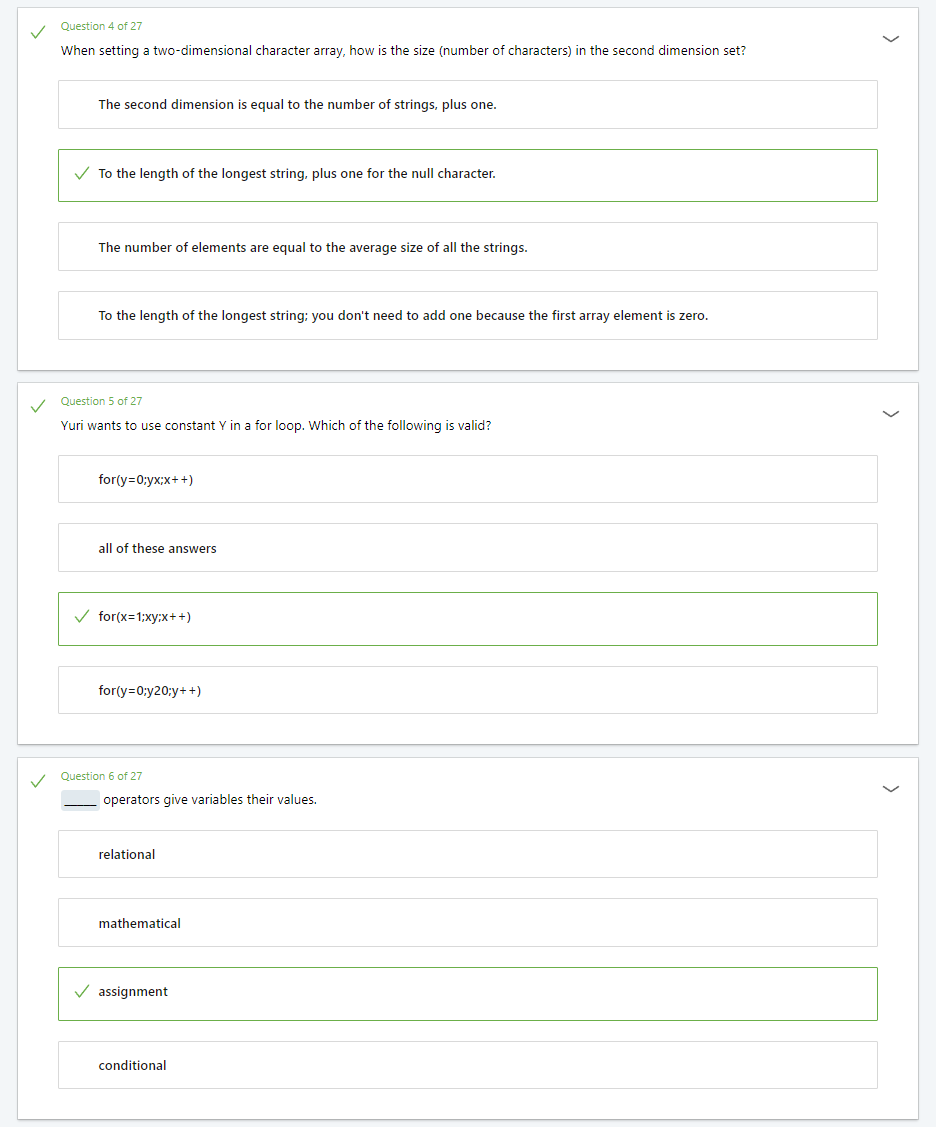 Question 4 of 27
When setting a two-dimensional character array, how is the size (number of characters) in the second dimension set?
The second dimension is equal to the number of strings, plus one.
To the length of the longest string, plus one for the null character.
The number of elements are equal to the average size of all the strings.
To the length of the longest string; you don't need to add one because the first array element is zero.
Question 5 of 27
Yuri wants to use constant Y in a for loop. Which of the following is valid?
for(y=0;yx;x++)
all of these answers
for(x=1;xy;x++)
for(y=0;y20;y++)
Question 6 of 27
_____ operators give variables their values.
relational
mathematical
assignment
conditional